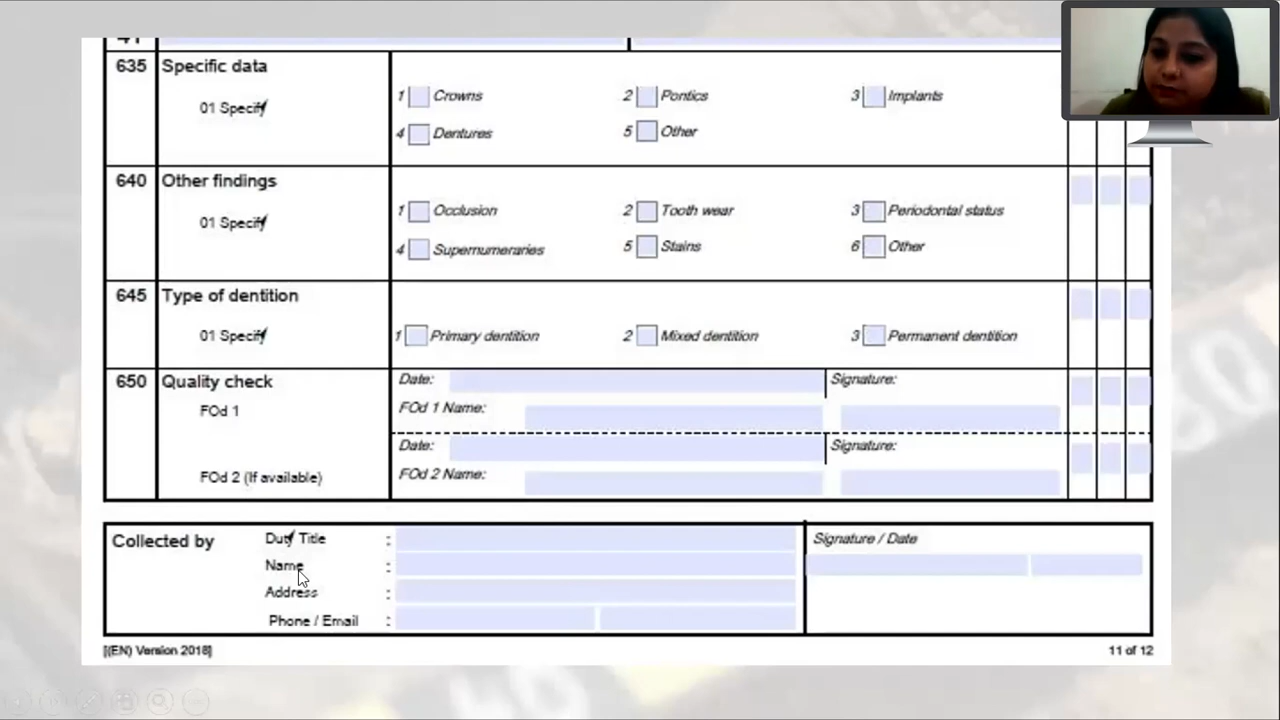 635 Specific data
01 Specify
1 Crowns 2 Pontics 3 Implants
4 Dentures 5 Other
640 Other findings
01 Specify
1 Occlusion 2 Tooth wear 3 Periodontal status
4 Supernumeraries 5 Stains 6 Other
645 Type of dentition
01 Specify 1 Primary dentition 2 Mixed dentition 3 Permanent dentition
650 Quality check Date: Signature:
FOd 1 FOd 1 Name:
Date: Signature:
FOd 2 (If available) FOd 2 Name:
Collected by Duty Title : Signature / Date
Name :
Address :
Phone / Email :
[(EN) Version 2018] 11 of 12